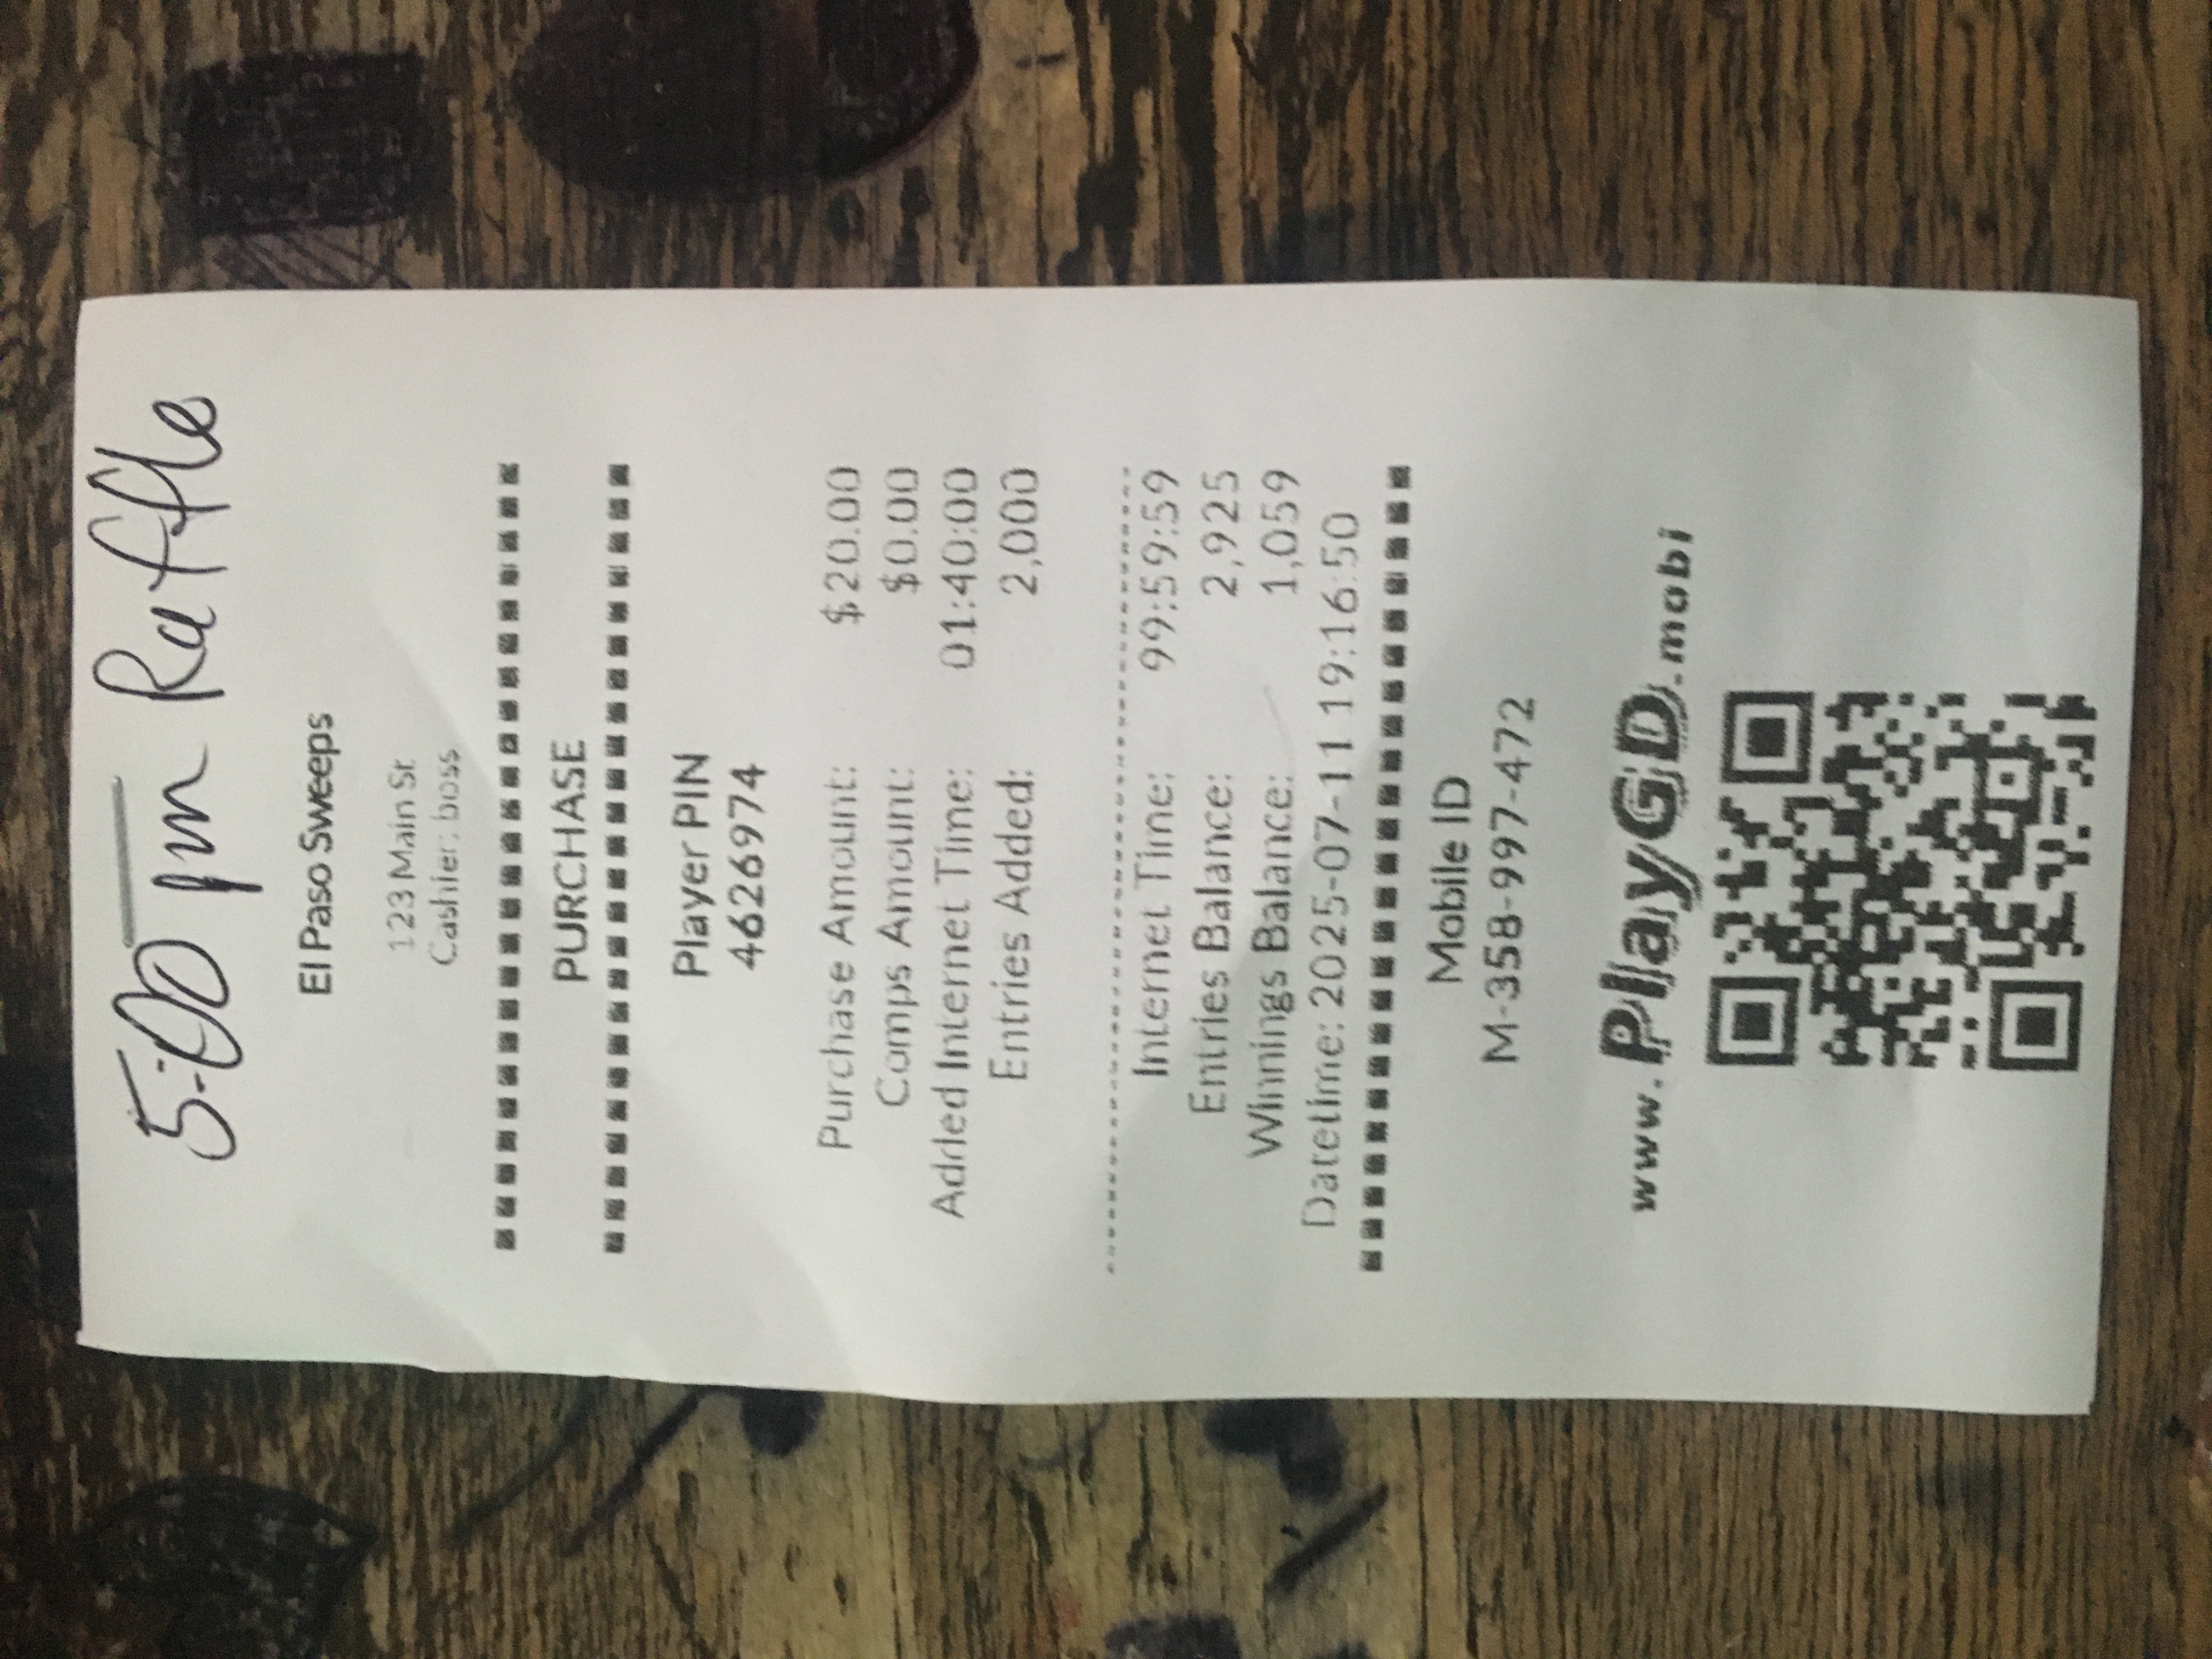 5:00 pm Raffle
El Paso Sweeps
123 Main St
Cashier: boss
PURCHASE
Player PIN
4626974
Purchase Amount: $20.00
Comps Amount: $0.00
Added Internet Time: 01:40:00
Entries Added: 2,000
Internet Time: 99:59:59
Entries Balance: 2,925
Winnings Balance: 1,059
Datetime: 2025-07-11 19:16:50
Mobile ID
M-358-997-472
www.PlayGD.mobi